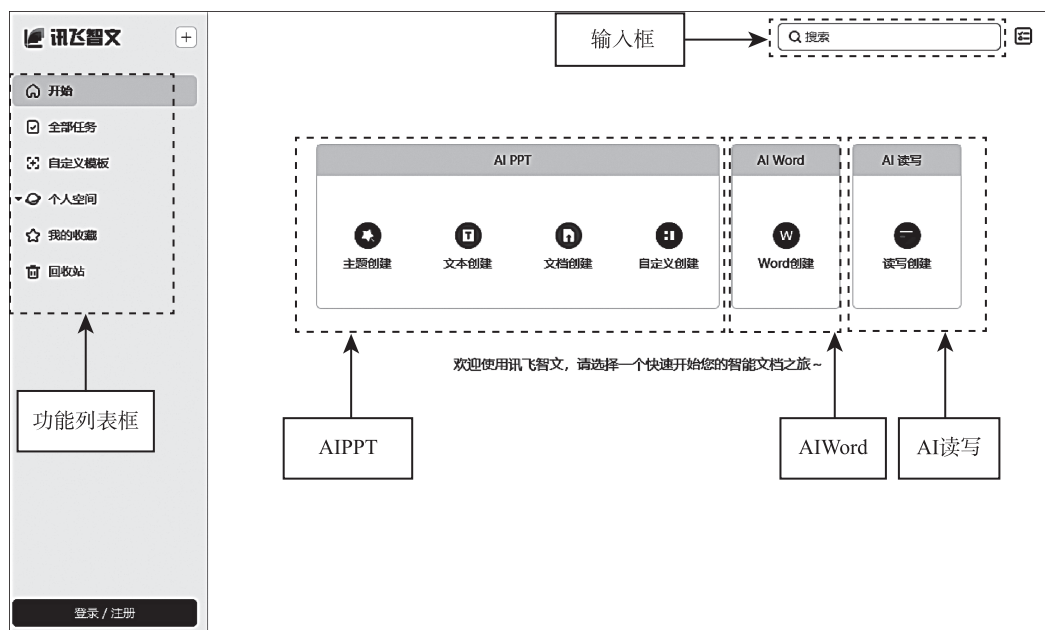 讯飞智文
输入框
搜索
开始
全部任务
自定义模板
个人空间
我的收藏
回收站
功能列表框
登录 / 注册
AI PPT
主题创建
文本创建
文档创建
自定义创建
AI Word
W
Word创建
AI 读写
读写创建
欢迎使用讯飞智文，请选择一个快速开始您的智能文档之旅~
AIPPT
AIWord
AI读写